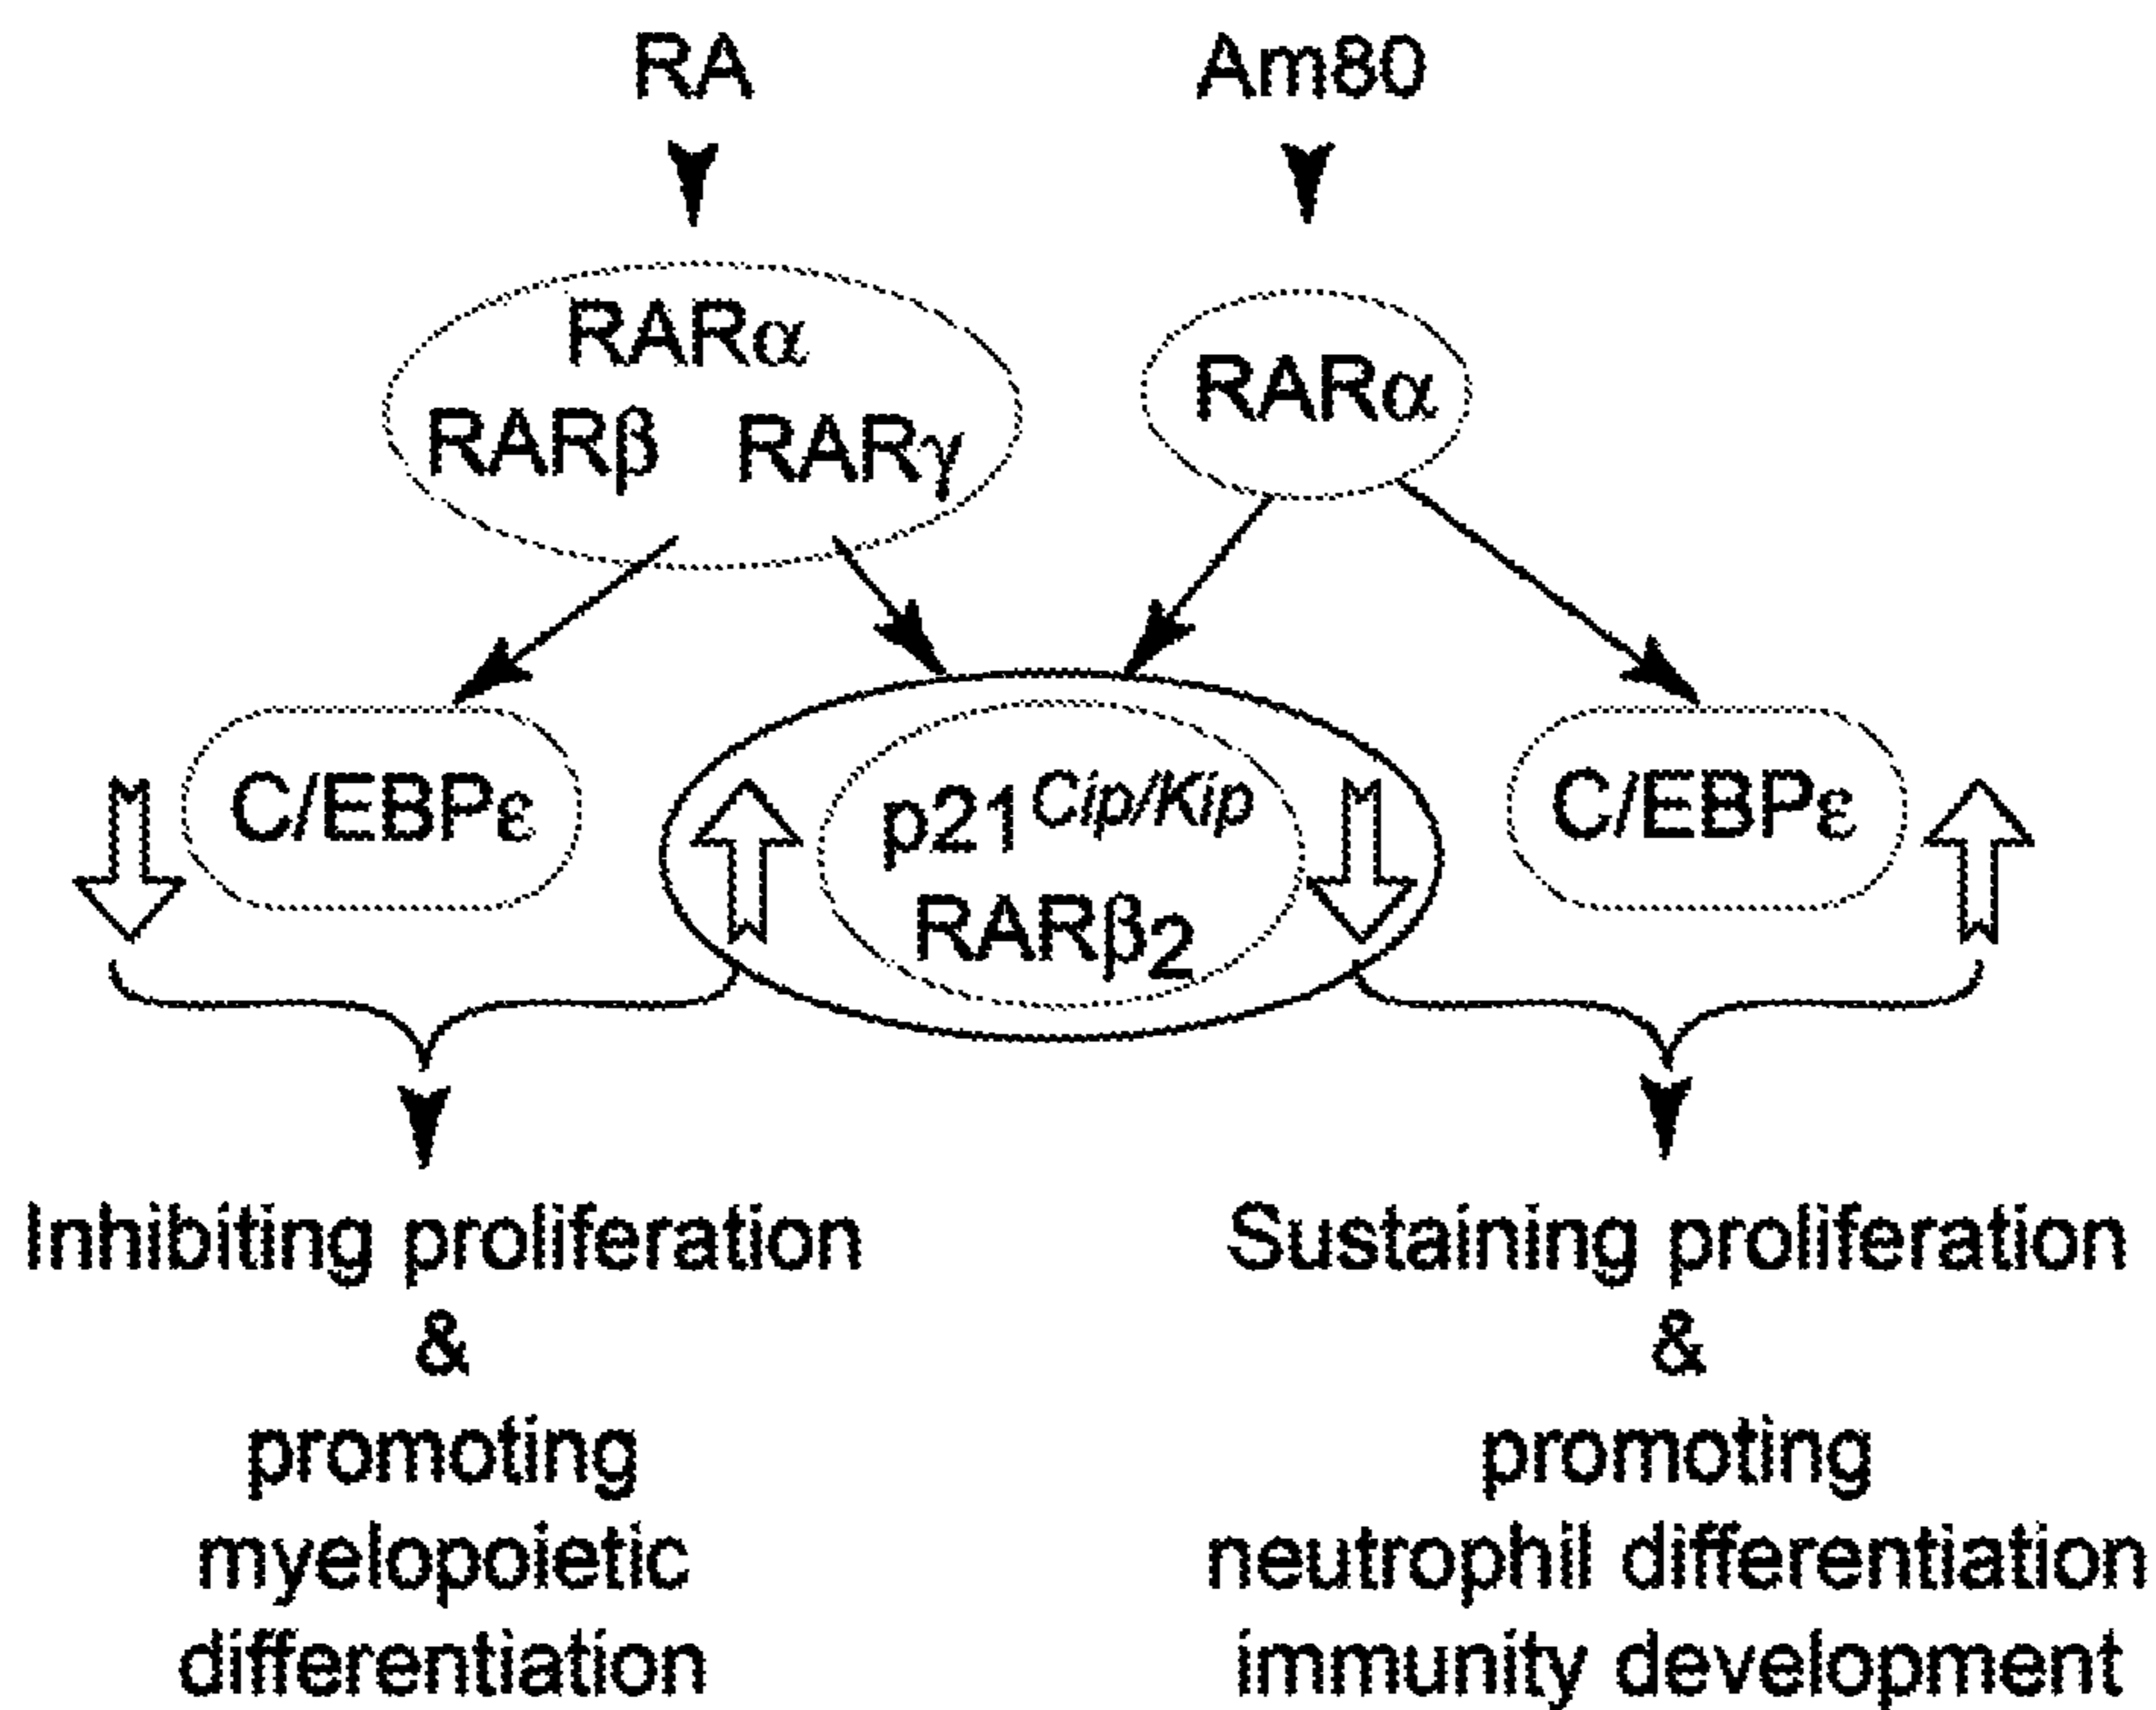 RA
Am80
RARα
RARβ RARγ
RARα
C/EBPε
p21Cip/Kip
RARβ2
C/EBPε
Inhibiting proliferation
&
promoting
myelopoietic
differentiation
Sustaining proliferation
&
promoting
neutrophil differentiation
immunity development